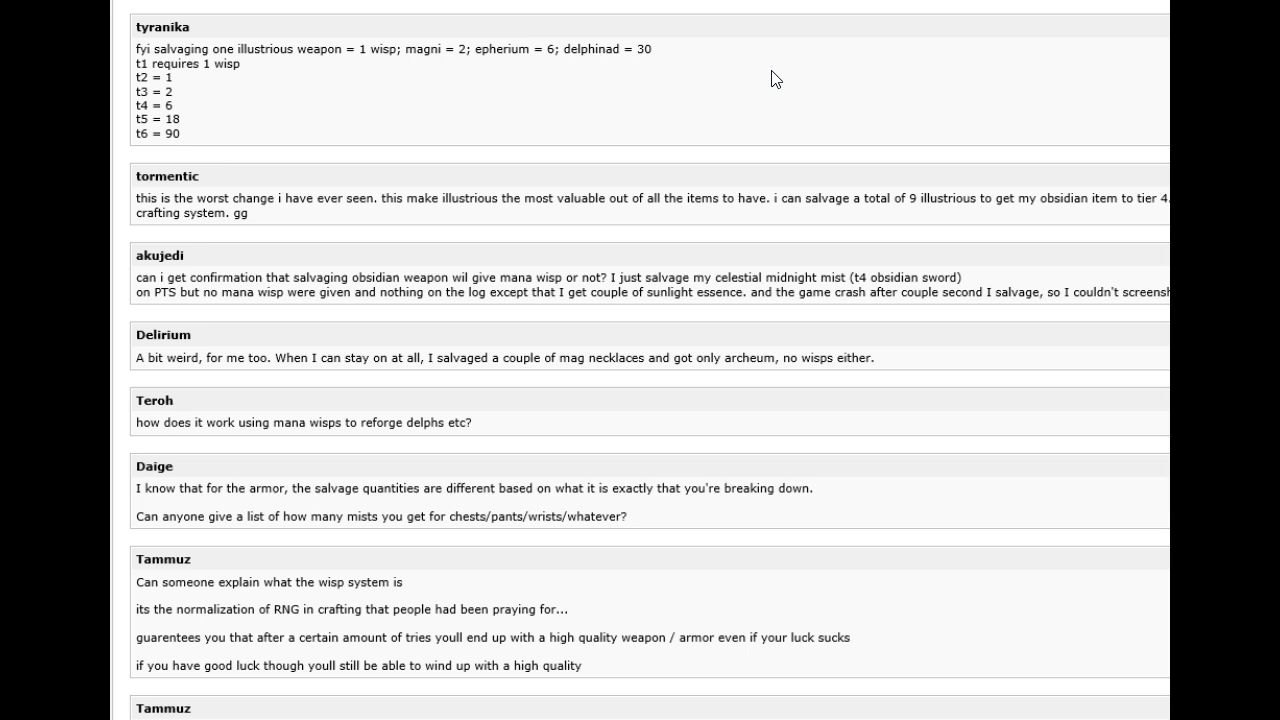 tyranika
fyi salvaging one illustrious weapon = 1 wisp; magni = 2; epherium = 6; delphinad = 30
t1 requires 1 wisp
t2 = 1
t3 = 2
t4 = 6
t5 = 18
t6 = 90
tormentic
this is the worst change i have ever seen. this make illustrious the most valuable out of all the items to have. i can salvage a total of 9 illustrious to get my obsidian item to tier 4.
crafting system. gg
akujedi
can i get confirmation that salvaging obsidian weapon wil give mana wisp or not? I just salvage my celestial midnight mist (t4 obsidian sword)
on PTS but no mana wisp were given and nothing on the log except that I get couple of sunlight essence. and the game crash after couple second I salvage, so I couldn't screensh
Delirium
A bit weird, for me too. When I can stay on at all, I salvaged a couple of mag necklaces and got only archeum, no wisps either.
Teroh
how does it work using mana wisps to reforge delphs etc?
Daige
I know that for the armor, the salvage quantities are different based on what it is exactly that you're breaking down.
Can anyone give a list of how many mists you get for chests/pants/wrists/whatever?
Tammuz
Can someone explain what the wisp system is
its the normalization of RNG in crafting that people had been praying for...
guarentees you that after a certain amount of tries youll end up with a high quality weapon / armor even if your luck sucks
if you have good luck though youll still be able to wind up with a high quality
Tammuz